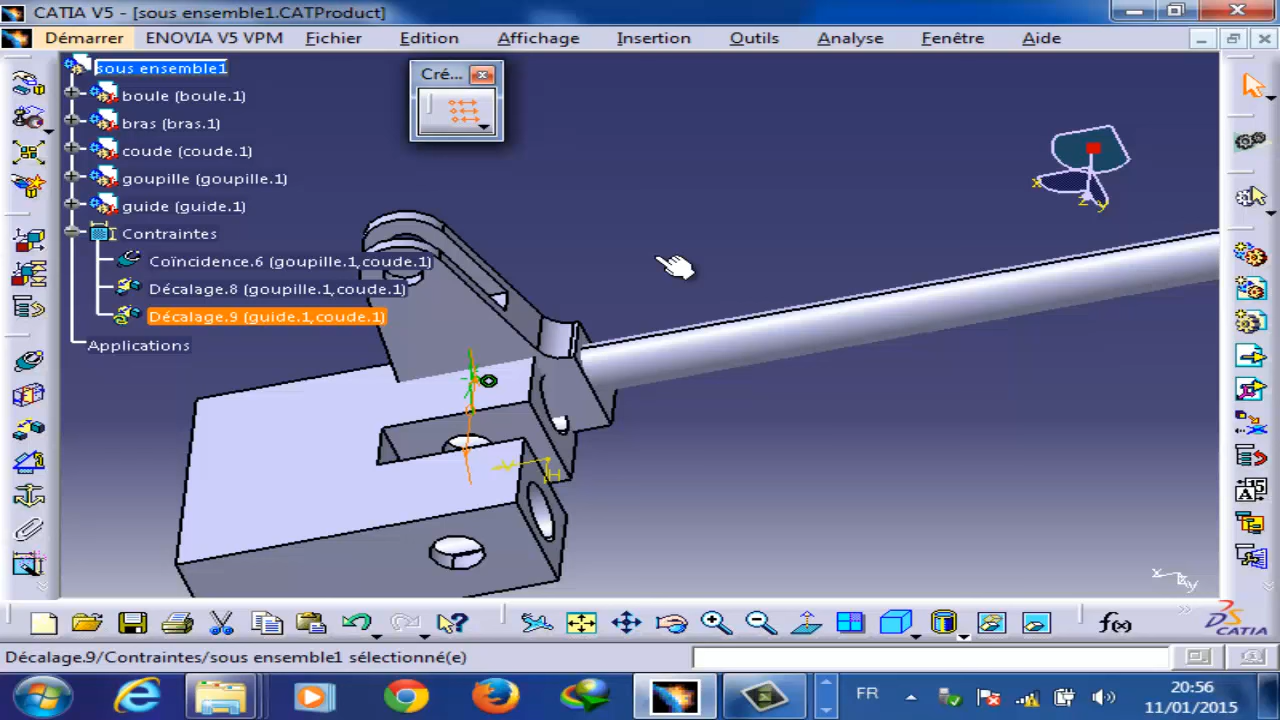 CATIA V5 - [sous ensemble1.CATProduct]
Démarrer ENOVIA V5 VPM Fichier Edition Affichage Insertion Outils Analyse Fenêtre Aide
sous ensemble1
boule (boule.1)
bras (bras.1)
coude (coude.1)
goupille (goupille.1)
guide (guide.1)
Contraintes
Coïncidence.6 (goupille.1,coude.1)
Décalage.8 (goupille.1,coude.1)
Décalage.9 (guide.1,coude.1)
Applications
Cré...
x
z
y
H
x
y
15
A
f(x)
DS
CATIA
Décalage.9/Contraintes/sous ensemble1 sélectionné(e)
FR
20:56
11/01/2015